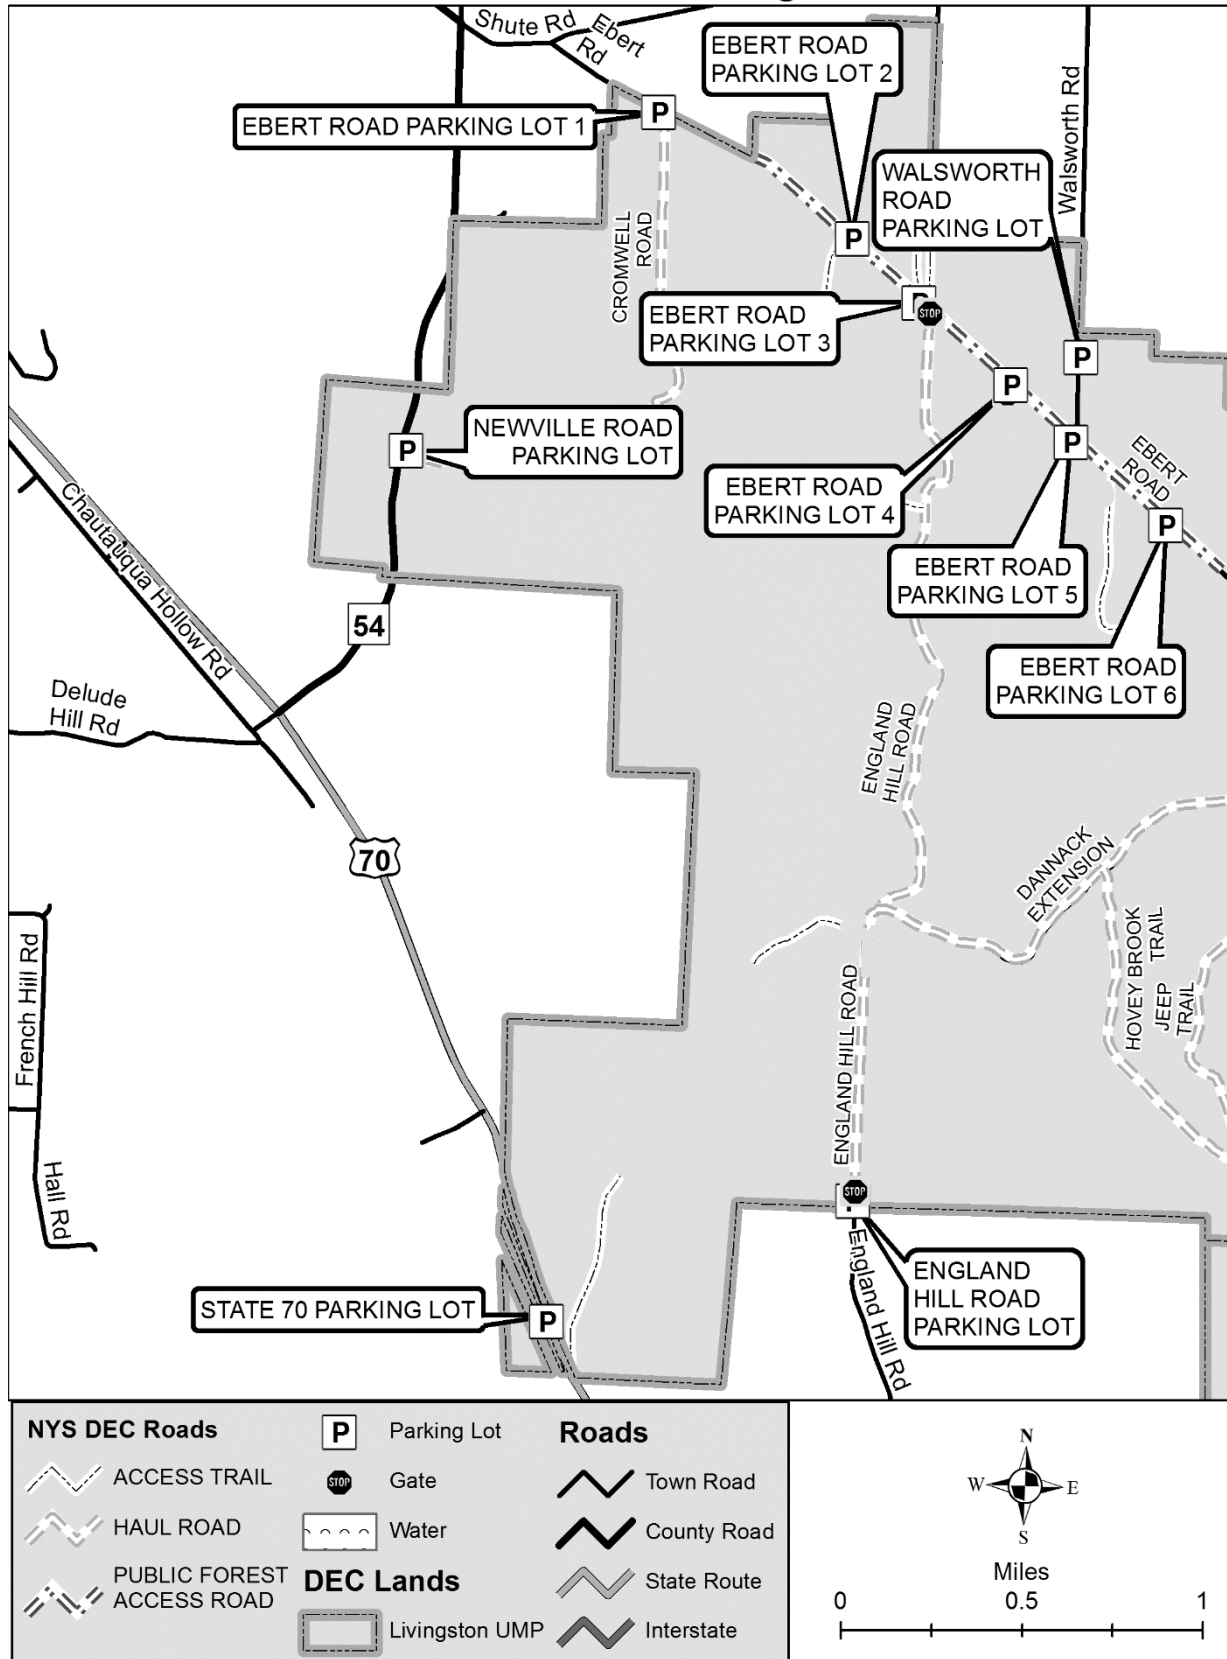 Shute Rd
Ebert
Rd
EBERT ROAD
PARKING LOT 2
P
EBERT ROAD PARKING LOT 1
Walsworth Rd
WALSWORTH
ROAD
PARKING LOT
CROMWELL
ROAD
P
EBERT ROAD
PARKING LOT 3
STOP
P
P
NEWVILLE ROAD
PARKING LOT
P
P
EBERT
ROAD
EBERT ROAD
PARKING LOT 4
P
Chautauqua Hollow Rd
EBERT ROAD
PARKING LOT 5
54
EBERT ROAD
PARKING LOT 6
Delude
Hill Rd
ENGLAND
HILL ROAD
70
DANNACK
EXTENSION
French Hill Rd
HOVEY BROOK
TRAIL
JEEP
TRAIL
ENGLAND HILL ROAD
Hall Rd
STOP
England Hill Rd
ENGLAND
HILL ROAD
PARKING LOT
STATE 70 PARKING LOT
P
NYS DEC Roads
ACCESS TRAIL
HAUL ROAD
PUBLIC FOREST
ACCESS ROAD
P Parking Lot
STOP Gate
Water
DEC Lands
Livingston UMP
Roads
Town Road
County Road
State Route
Interstate
N
W E
S
Miles
0 0.5 1